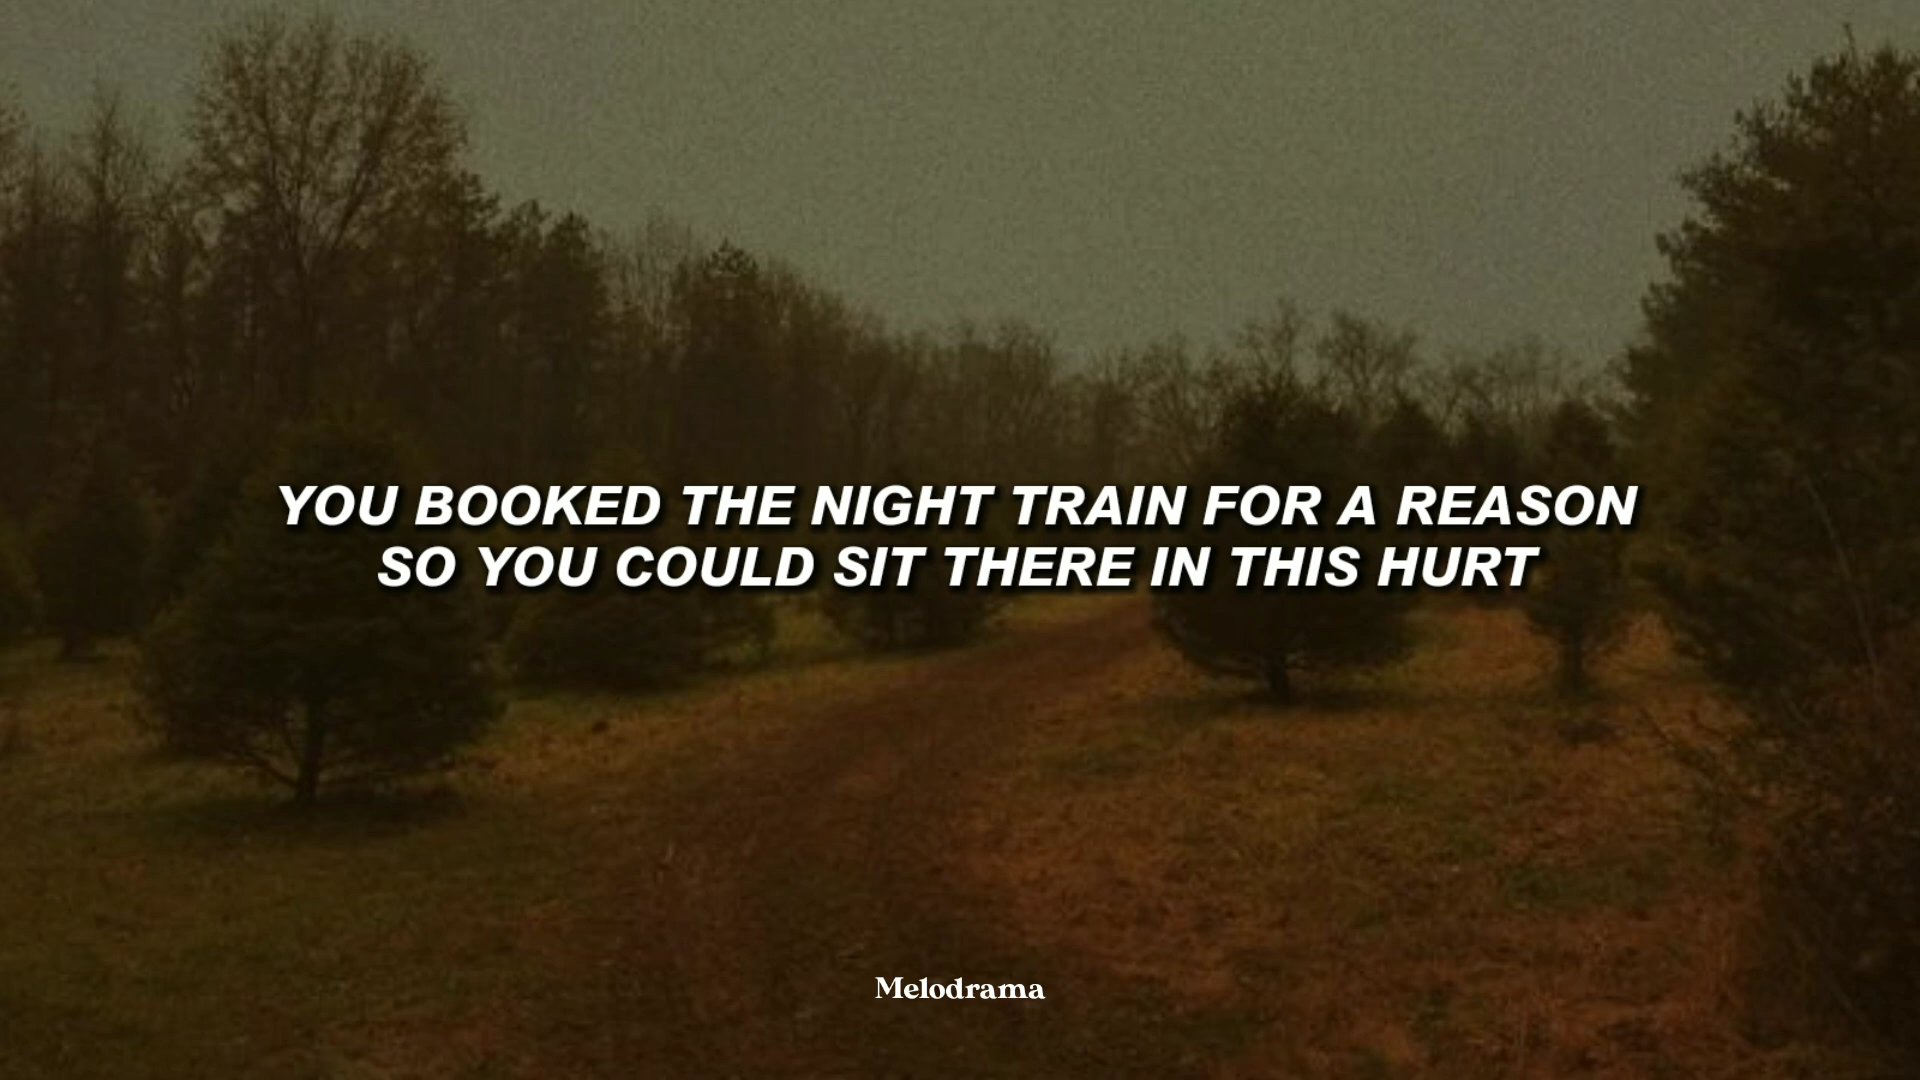 YOU BOOKED THE NIGHT TRAIN FOR A REASON
SO YOU COULD SIT THERE IN THIS HURT
Melodrama